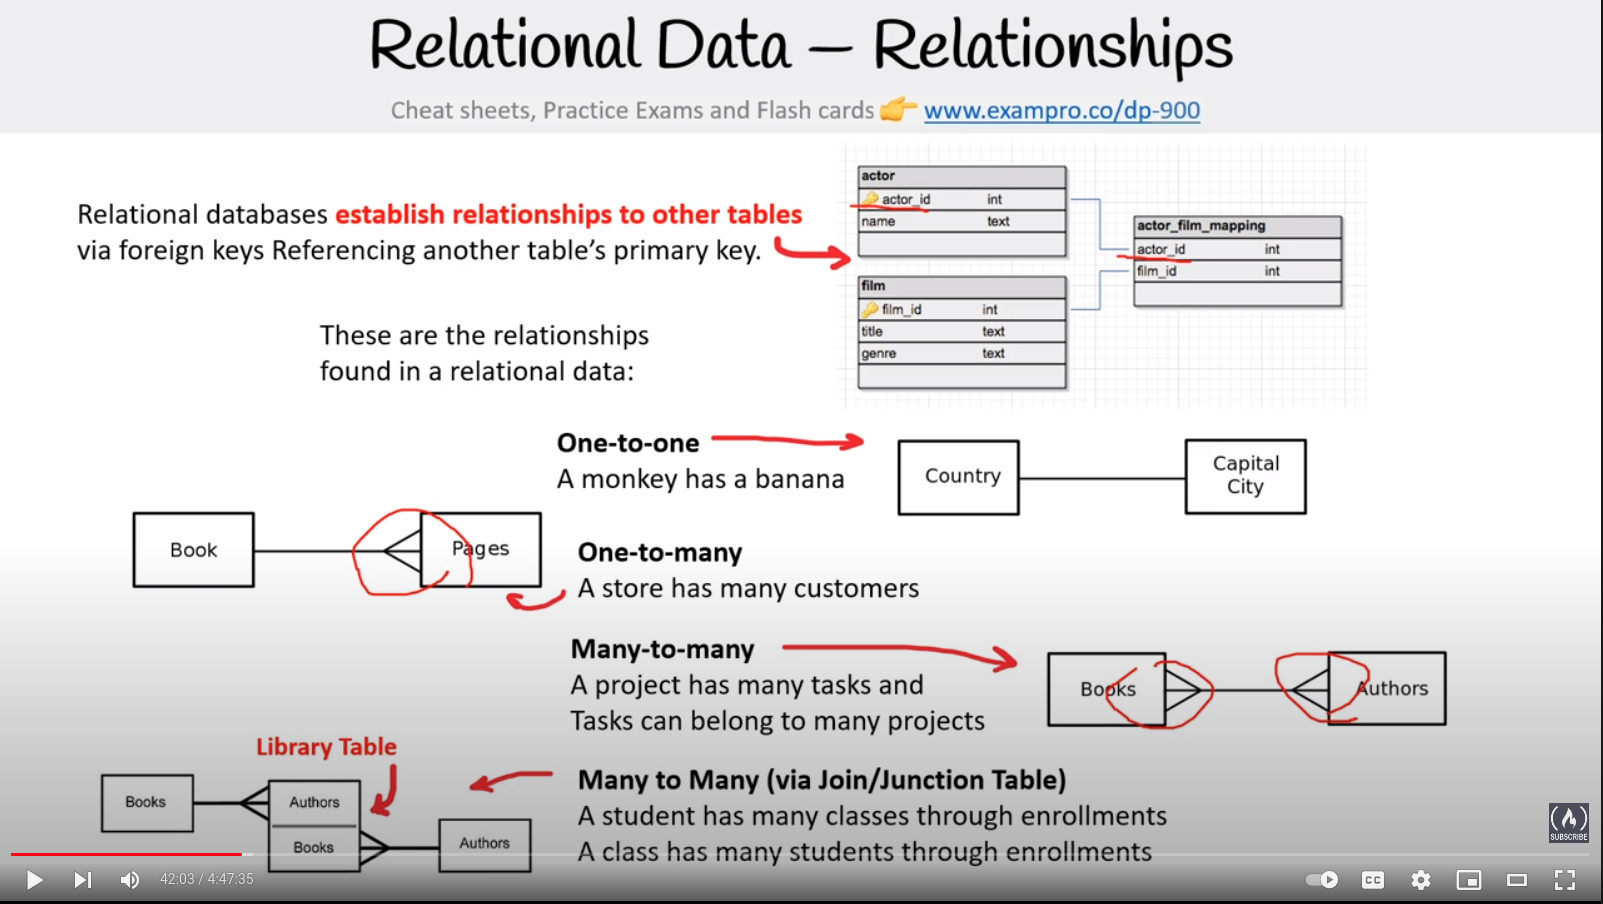 Relational Data – Relationships
Cheat sheets, Practice Exams and Flash cards 👉 www.exampro.co/dp-900
Relational databases establish relationships to other tables
via foreign keys Referencing another table's primary key.
actor
actor_id int
name text
actor_film_mapping
actor_id int
film_id int
film
film_id int
title text
genre text
These are the relationships
found in a relational data:
One-to-one
A monkey has a banana
Country
Capital
City
Book
Pages
One-to-many
A store has many customers
Many-to-many
A project has many tasks and
Tasks can belong to many projects
Books
Authors
Library Table
Books
Authors
Books
Authors
Many to Many (via Join/Junction Table)
A student has many classes through enrollments
A class has many students through enrollments
SUBSCRIBE
42:03 / 4:47:35
CC